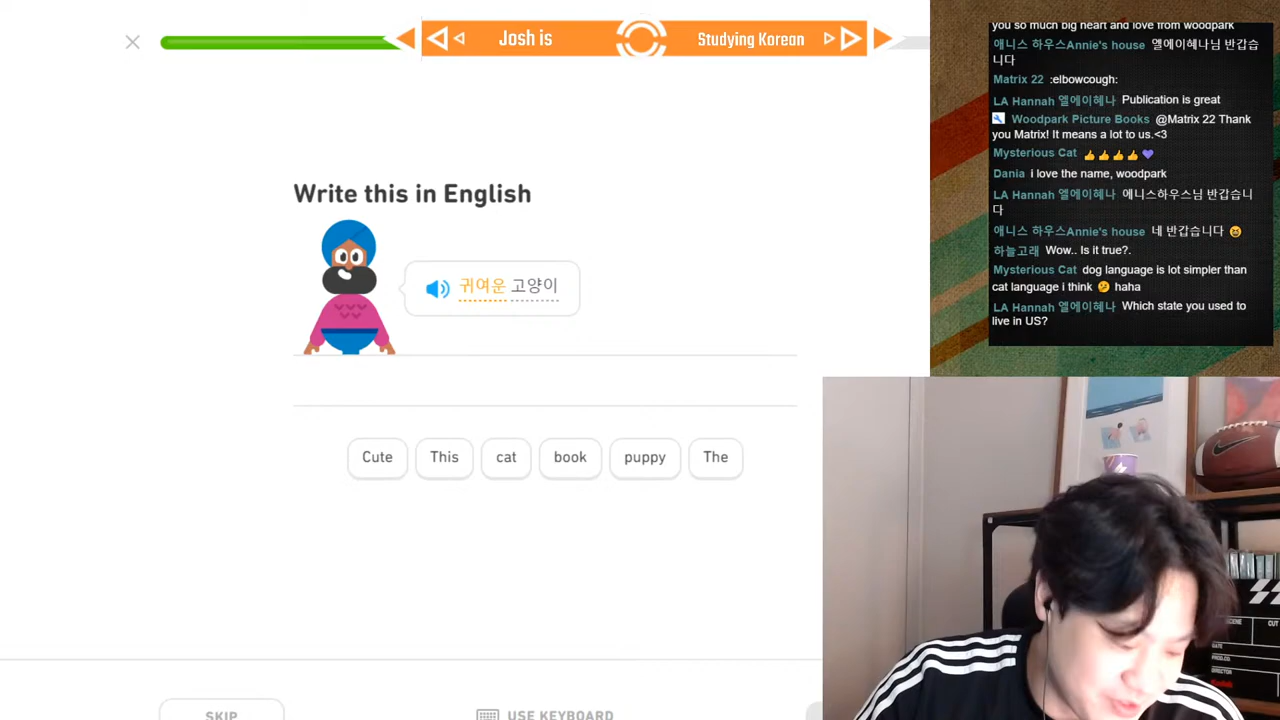 Josh is
Studying Korean
Write this in English
귀여운 고양이
Cute
This
cat
book
puppy
The
SKIP
USE KEYBOARD
you so much big heart and love from woodpark
애니스 하우스Annie's house 엘에이혜나님 반갑습
니다
Matrix 22 :elbowcough:
LA Hannah 엘에이혜나 Publication is great
Woodpark Picture Books @Matrix 22 Thank
you Matrix! It means a lot to us.<3
Mysterious Cat 👍👍👍👍💜
Dania i love the name, woodpark
LA Hannah 엘에이혜나 에니스하우스님 반갑습니
다
애니스 하우스Annie's house 네 반갑습니다 😆
하늘고래 Wow.. Is it true?.
Mysterious Cat dog language is lot simpler than
cat language i think 🤔 haha
LA Hannah 엘에이혜나 Which state you used to
live in US?